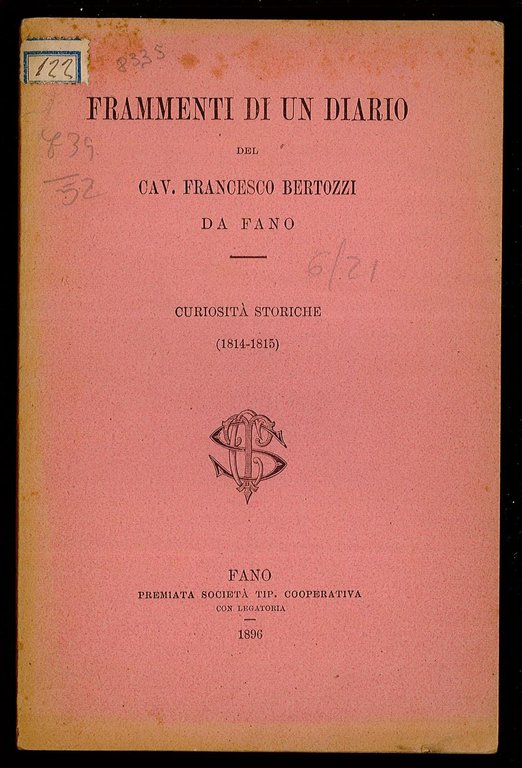 122
8335
FRAMMENTI DI UN DIARIO
DEL
839
52
CAV. FRANCESCO BERTOZZI
DA FANO
6/21
CURIOSITÀ STORICHE
(1814-1815)
FANO
PREMIATA SOCIETÀ TIP. COOPERATIVA
CON LEGATORIA
1896